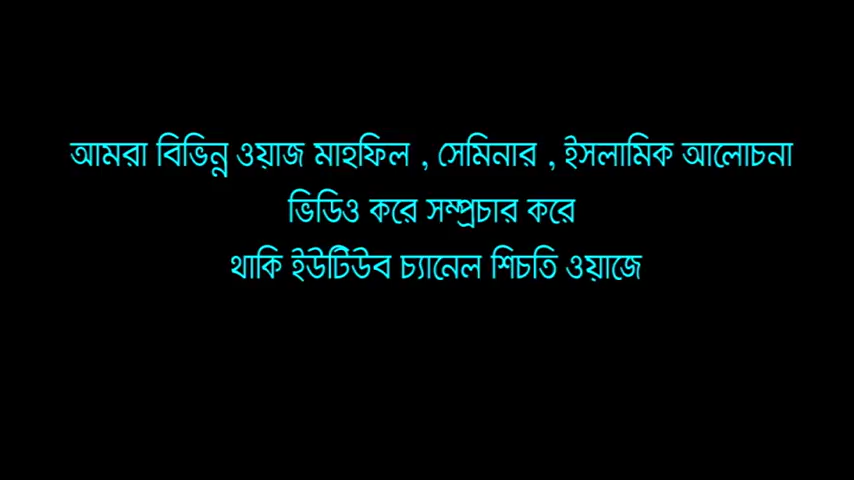 আমরা বিভিন্ন ওয়াজ মাহফিল , সেমিনার , ইসলামিক আলোচনা
ভিডিও করে সম্প্রচার করে
থাকি ইউটিউব চ্যানেল শিচতি ওয়াজে